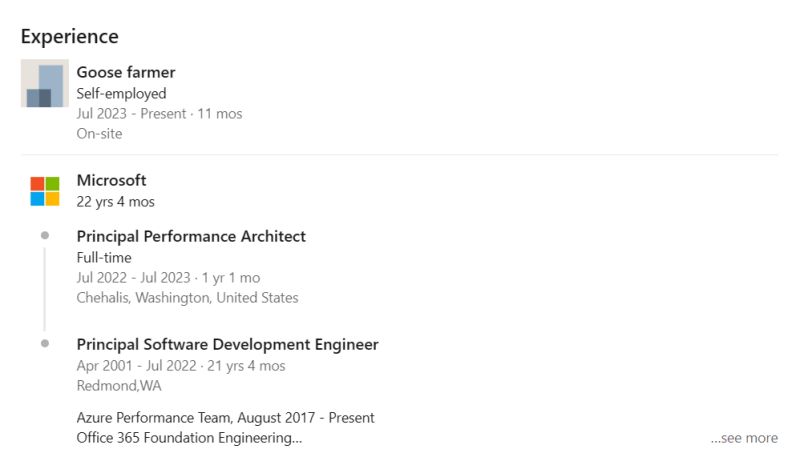 Experience
Goose farmer
Self-employed
Jul 2023 - Present · 11 mos
On-site
Microsoft
22 yrs 4 mos
Principal Performance Architect
Full-time
Jul 2022 - Jul 2023 · 1 yr 1 mo
Chehalis, Washington, United States
Principal Software Development Engineer
Apr 2001 - Jul 2022 · 21 yrs 4 mos
Redmond,WA
Azure Performance Team, August 2017 - Present
Office 365 Foundation Engineering... ...see more